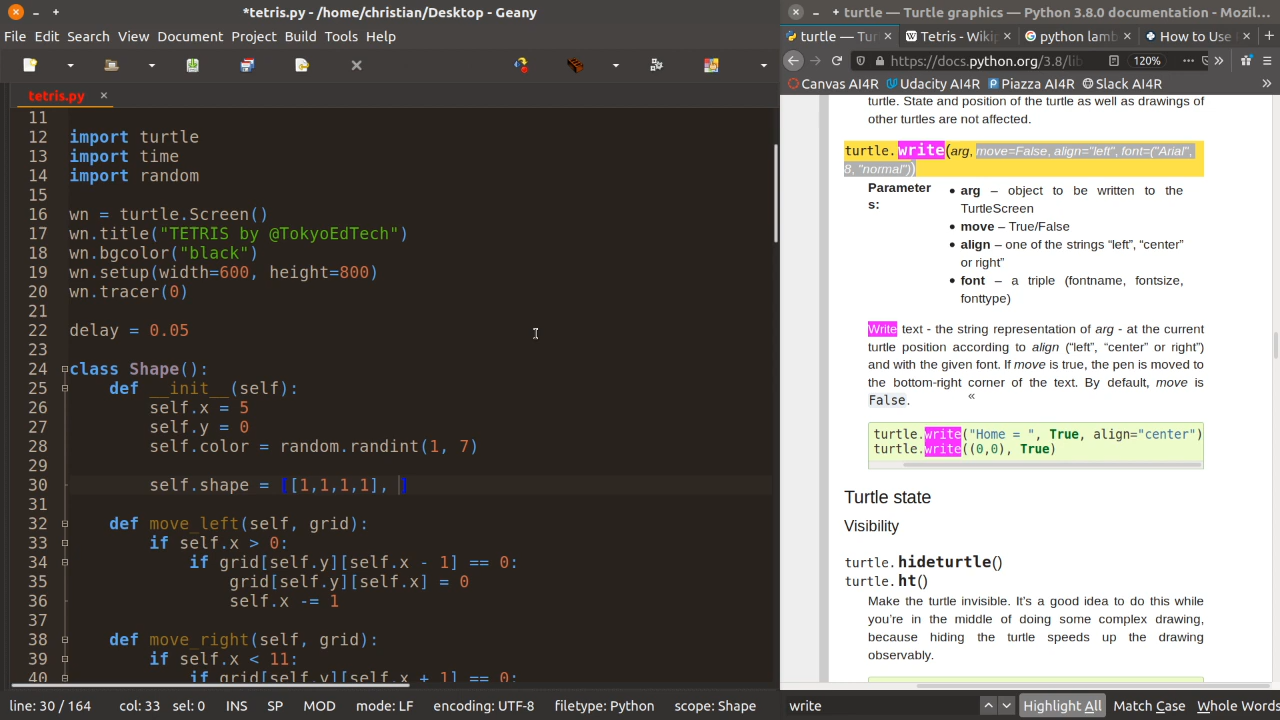 *tetris.py - /home/christian/Desktop - Geany
File Edit Search View Document Project Build Tools Help
tetris.py ×
11
12 import turtle
13 import time
14 import random
15
16 wn = turtle.Screen()
17 wn.title("TETRIS by @TokyoEdTech")
18 wn.bgcolor("black")
19 wn.setup(width=600, height=800)
20 wn.tracer(0)
21
22 delay = 0.05
23
24 class Shape():
25 def __init__(self):
26 self.x = 5
27 self.y = 0
28 self.color = random.randint(1, 7)
29
30 self.shape = [[1,1,1,1], ]
31
32 def move_left(self, grid):
33 if self.x > 0:
34 if grid[self.y][self.x - 1] == 0:
35 grid[self.y][self.x] = 0
36 self.x -= 1
37
38 def move_right(self, grid):
39 if self.x < 11:
40 if grid[self.y][self.x + 1] == 0:
line: 30 / 164 col: 33 sel: 0 INS SP MOD mode: LF encoding: UTF-8 filetype: Python scope: Shape
turtle — Turtle graphics — Python 3.8.0 documentation - Mozil...
turtle — Tur × Tetris - Wikip × python lamb × How to Use ×
https://docs.python.org/3.8/lib 120%
Canvas AI4R Udacity AI4R Piazza AI4R Slack AI4R
turtle. State and position of the turtle as well as drawings of
other turtles are not affected.
turtle.write(arg, move=False, align="left", font=("Arial",
8, "normal"))
Parameter
s:
• arg – object to be written to the
TurtleScreen
• move – True/False
• align – one of the strings “left”, “center”
or right”
• font – a triple (fontname, fontsize,
fonttype)
Write text - the string representation of arg - at the current
turtle position according to align (“left”, “center” or right”)
and with the given font. If move is true, the pen is moved to
the bottom-right corner of the text. By default, move is
False.
«
turtle.write("Home = ", True, align="center")
turtle.write((0,0), True)
Turtle state
Visibility
turtle.hideturtle()
turtle.ht()
Make the turtle invisible. It’s a good idea to do this while
you’re in the middle of doing some complex drawing,
because hiding the turtle speeds up the drawing
observably.
write Highlight All Match Case Whole Words